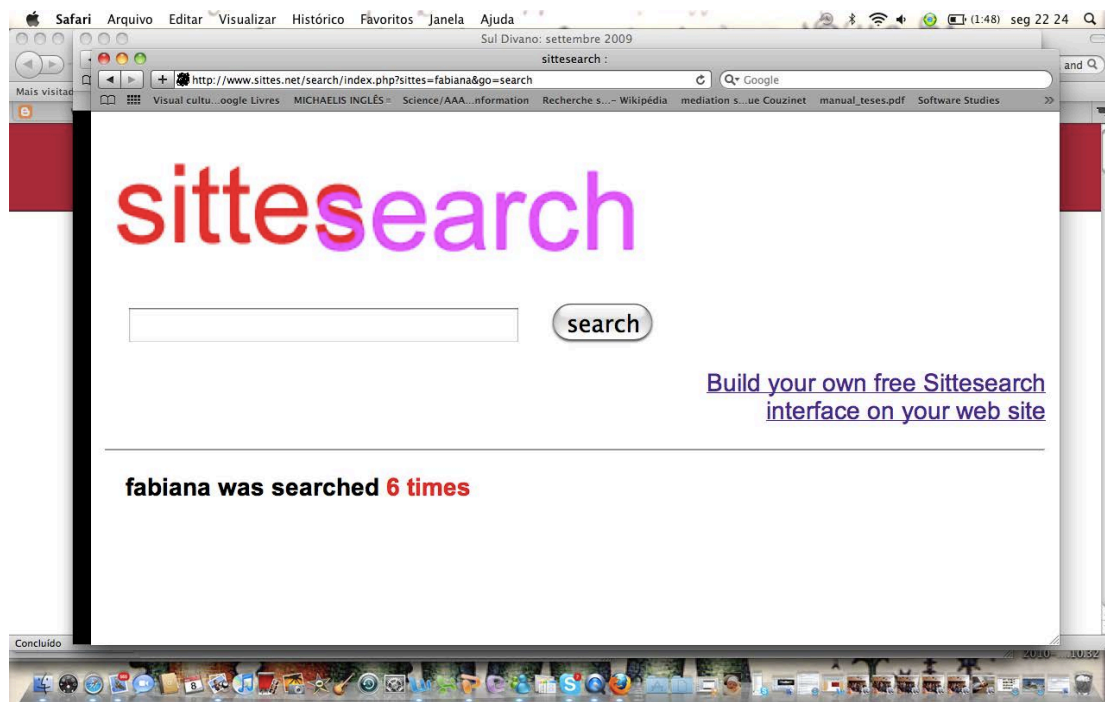 Safari Arquivo Editar Visualizar Histórico Favoritos Janela Ajuda (1:48) seg 22 24
Sul Divano: settembre 2009
sittesearch :
and
http://www.sittes.net/search/index.php?sittes=fabiana&go=search Google
Mais visitad
Visual cultu...oogle Livres MICHAELIS INGLÊS Science/AAA...nformation Recherche s...– Wikipédia mediation s...ue Couzinet manual_teses.pdf Software Studies
sittesearch
search
Build your own free Sittesearch
interface on your web site
fabiana was searched 6 times
Concluído
10:32